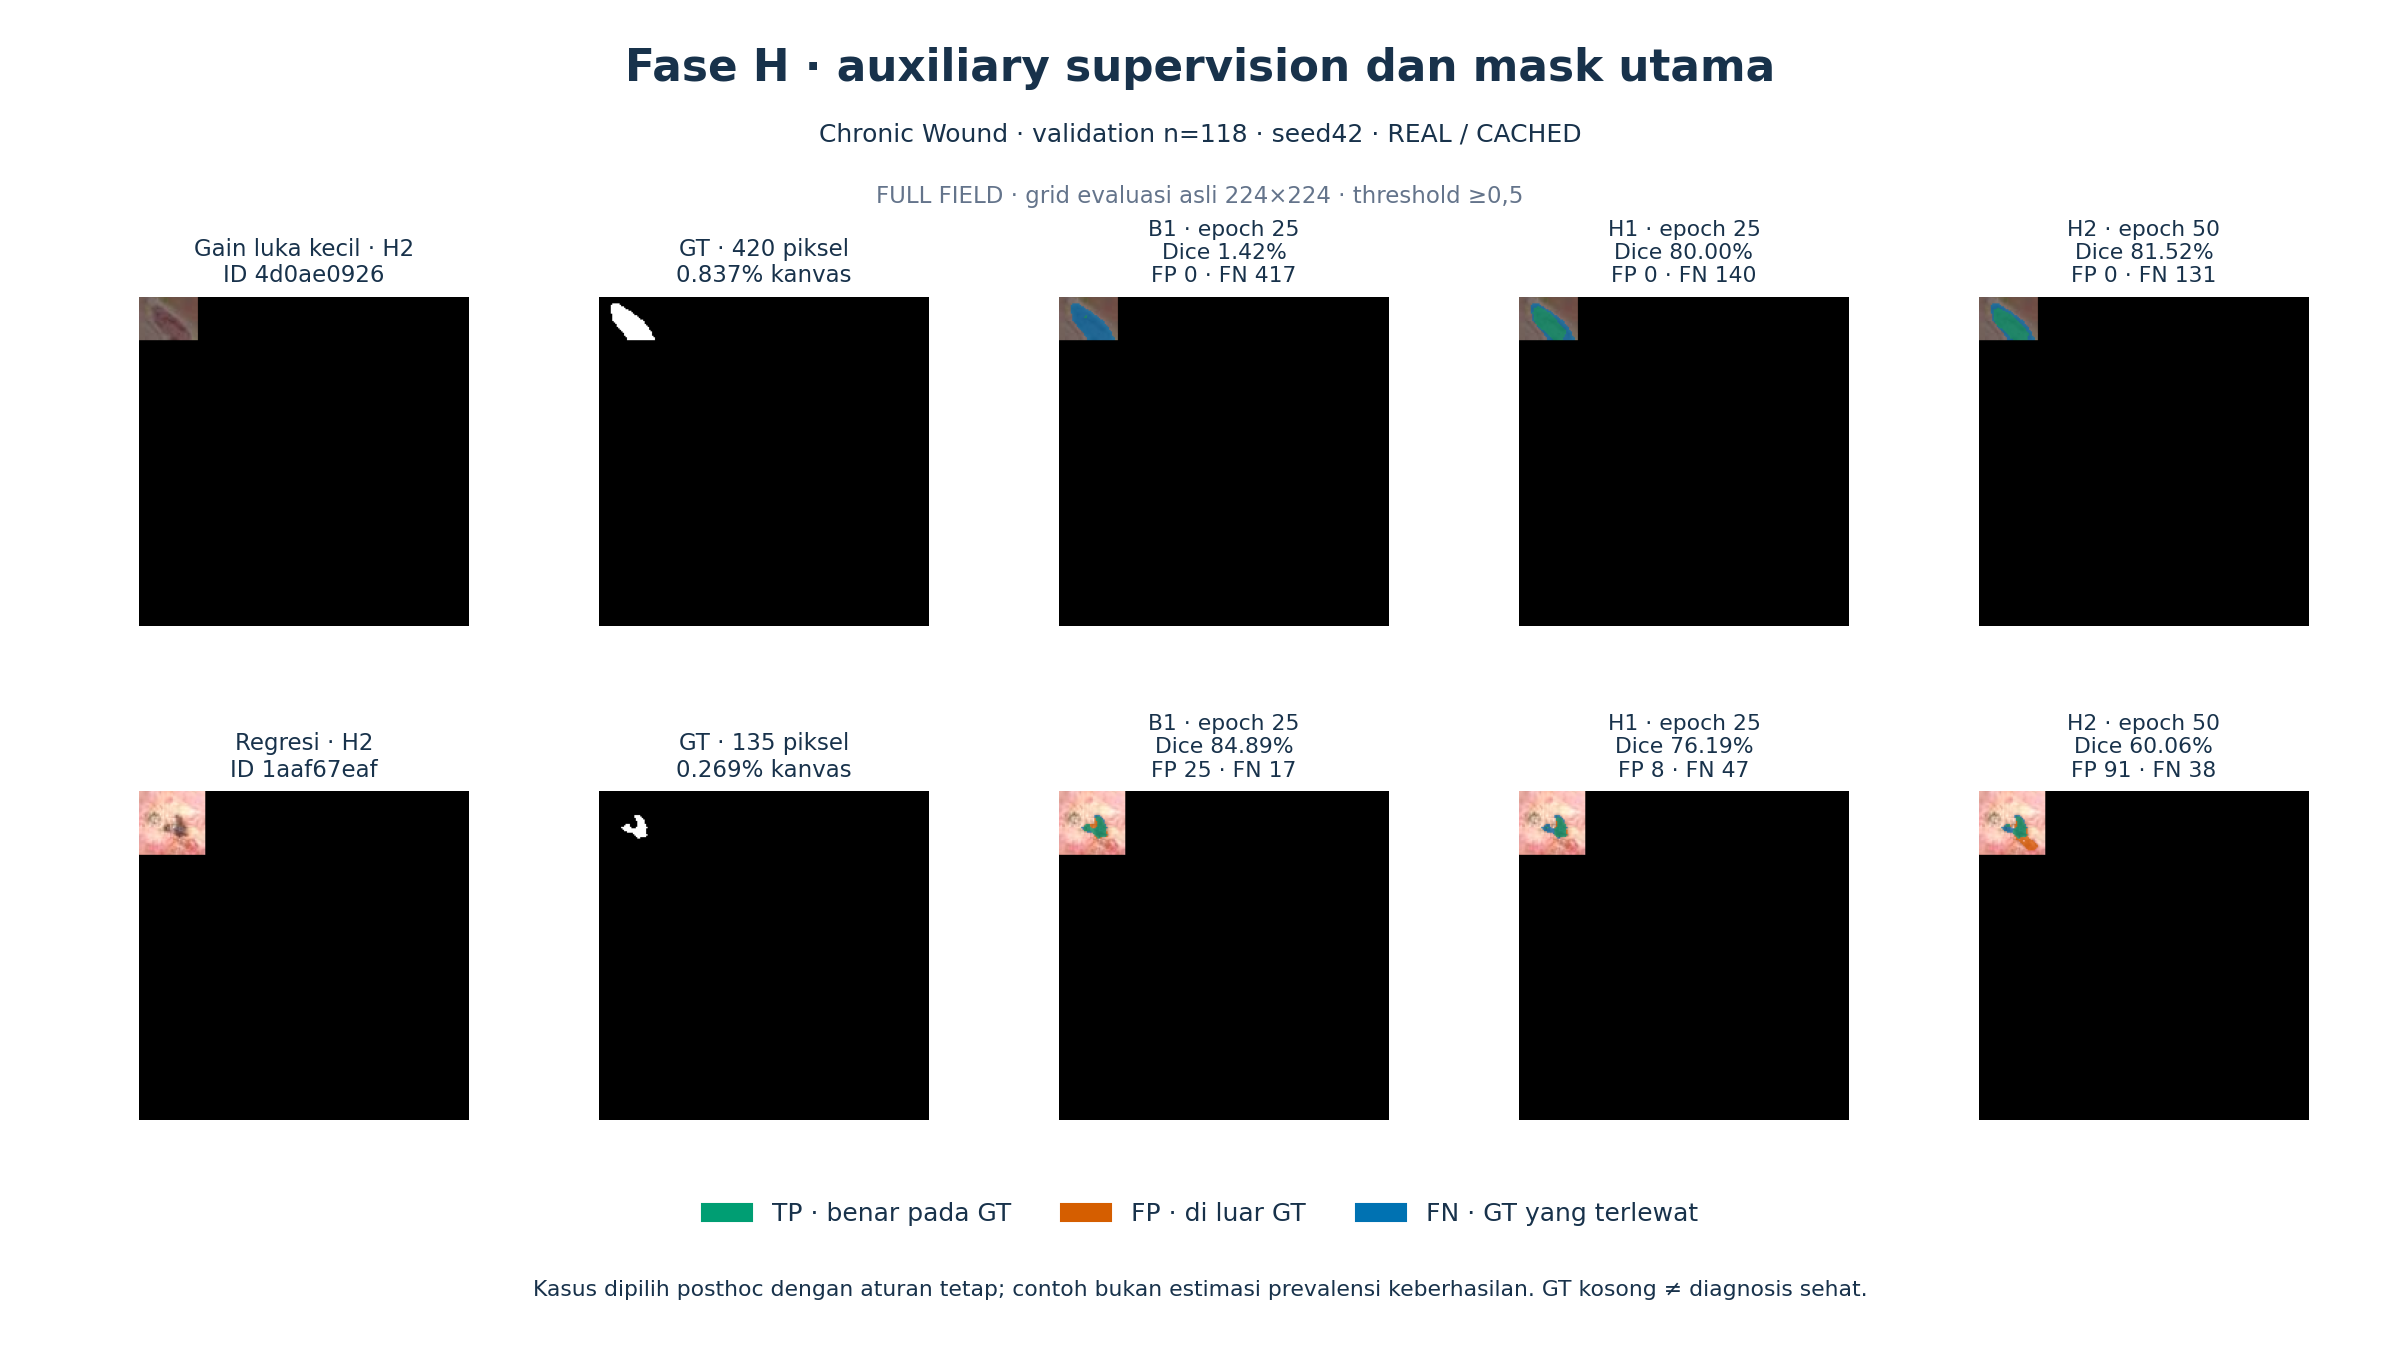 Fase H · auxiliary supervision dan mask utama
Chronic Wound · validation n=118 · seed42 · REAL / CACHED
FULL FIELD · grid evaluasi asli 224×224 · threshold ≥0,5
Gain luka kecil · H2
ID 4d0ae0926
GT · 420 piksel
0.837% kanvas
B1 · epoch 25
Dice 1.42%
FP 0 · FN 417
H1 · epoch 25
Dice 80.00%
FP 0 · FN 140
H2 · epoch 50
Dice 81.52%
FP 0 · FN 131
Regresi · H2
ID 1aaf67eaf
GT · 135 piksel
0.269% kanvas
B1 · epoch 25
Dice 84.89%
FP 25 · FN 17
H1 · epoch 25
Dice 76.19%
FP 8 · FN 47
H2 · epoch 50
Dice 60.06%
FP 91 · FN 38
TP · benar pada GT
FP · di luar GT
FN · GT yang terlewat
Kasus dipilih posthoc dengan aturan tetap; contoh bukan estimasi prevalensi keberhasilan. GT kosong ≠ diagnosis sehat.